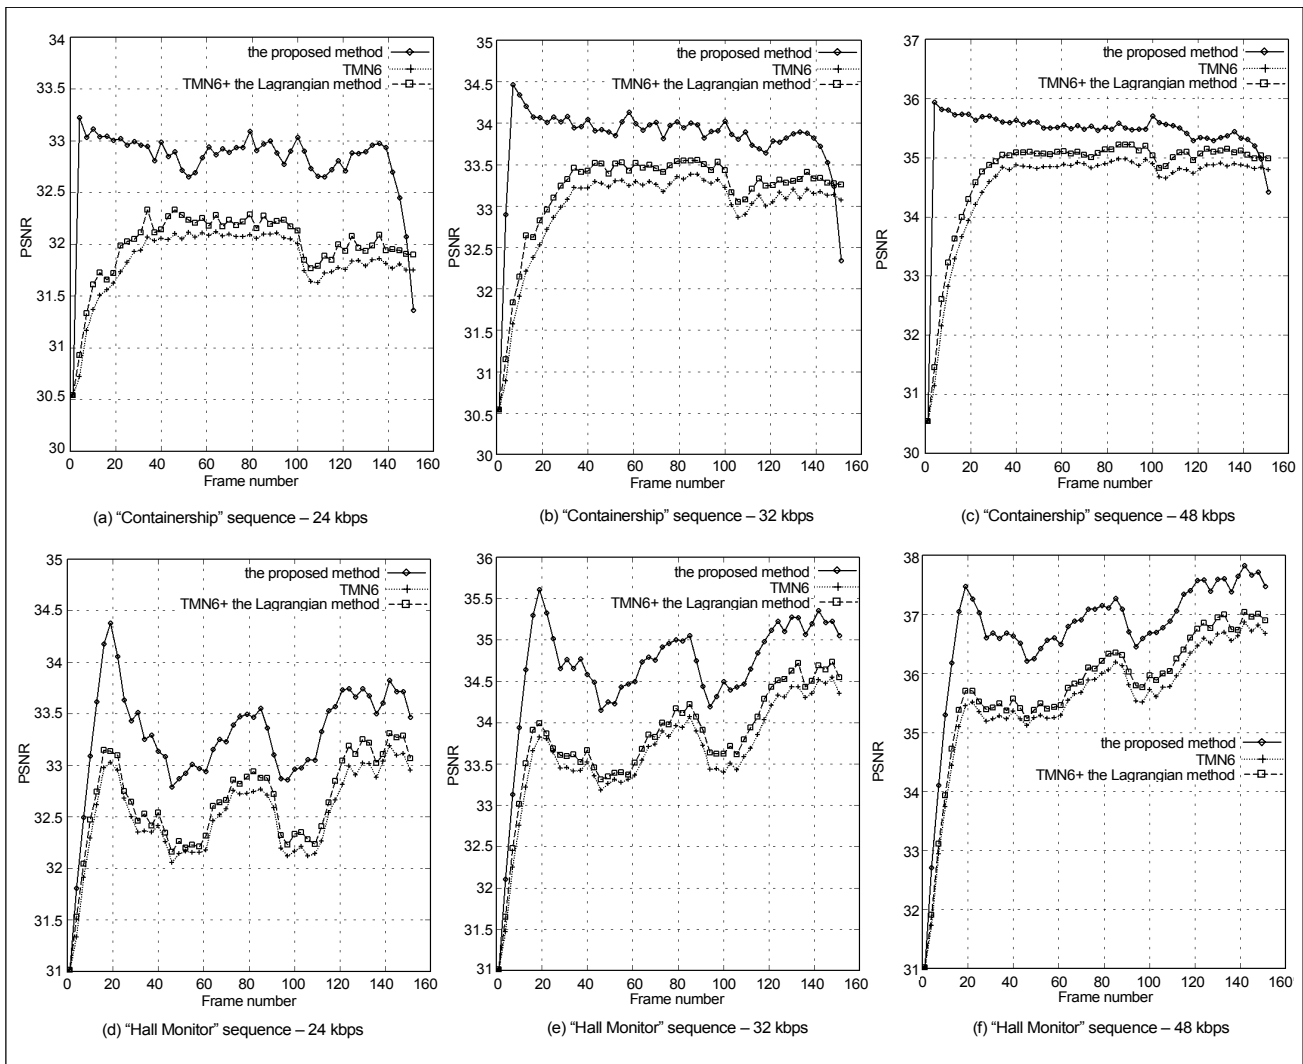 34
33.5
33
32.5
32
31.5
31
30.5
30
PSNR
the proposed method
TMN6
TMN6+ the Lagrangian method
0 20 40 60 80 100 120 140 160
Frame number
(a) “Containership” sequence – 24 kbps
35
34.5
34
33.5
33
32.5
32
31.5
31
30.5
30
PSNR
the proposed method
TMN6
TMN6+ the Lagrangian method
0 20 40 60 80 100 120 140 160
Frame number
(b) “Containership” sequence – 32 kbps
37
36
35
34
33
32
31
30
PSNR
the proposed method
TMN6
TMN6+ the Lagrangian method
0 20 40 60 80 100 120 140 160
Frame number
(c) “Containership” sequence – 48 kbps
35
34.5
34
33.5
33
32.5
32
31.5
31
PSNR
the proposed method
TMN6
TMN6+ the Lagrangian method
0 20 40 60 80 100 120 140 160
Frame number
(d) “Hall Monitor” sequence – 24 kbps
36
35
34
33
32
31
PSNR
the proposed method
TMN6
TMN6+ the Lagrangian method
0 20 40 60 80 100 120 140 160
Frame number
(e) “Hall Monitor” sequence – 32 kbps
38
37
36
35
34
33
32
31
PSNR
the proposed method
TMN6
TMN6+ the Lagrangian method
0 20 40 60 80 100 120 140 160
Frame number
(f) “Hall Monitor” sequence – 48 kbps